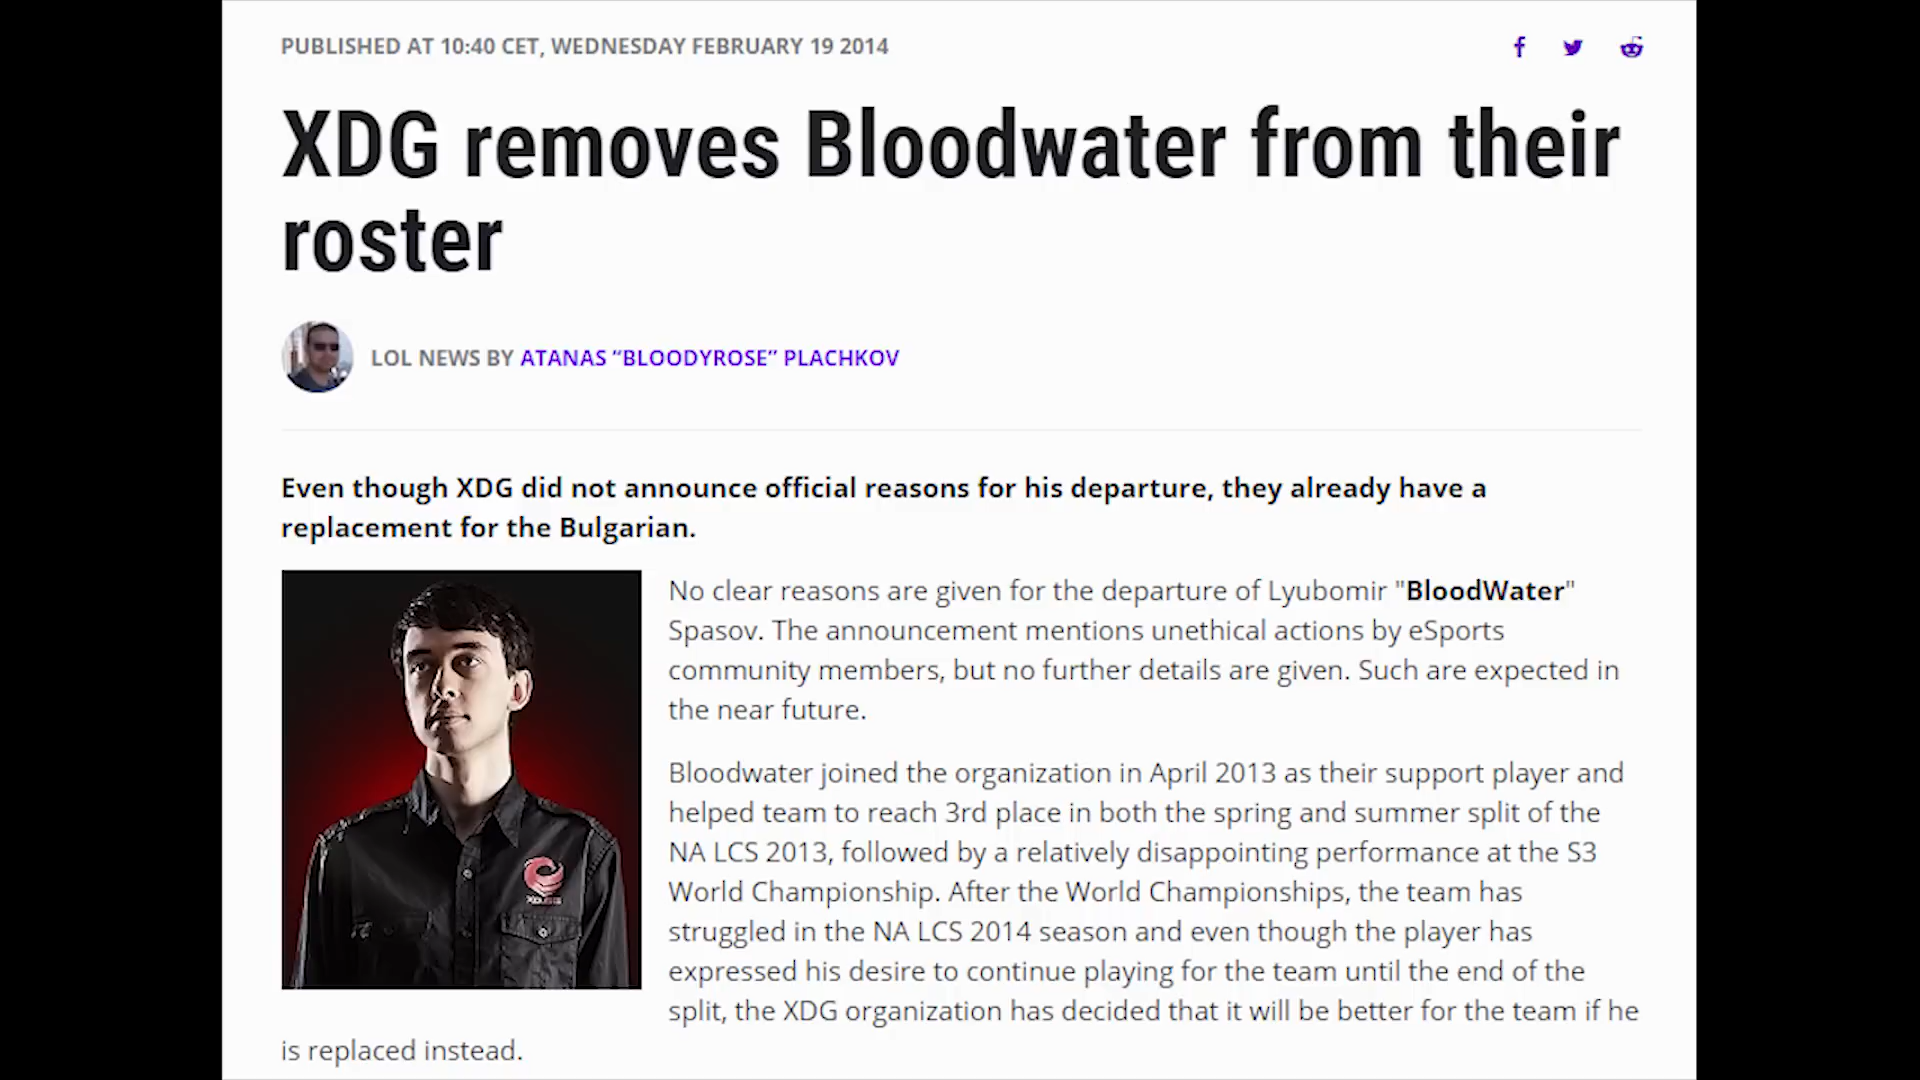 PUBLISHED AT 10:40 CET, WEDNESDAY FEBRUARY 19 2014
XDG removes Bloodwater from their
roster
LOL NEWS BY ATANAS “BLOODYROSE” PLACHKOV
Even though XDG did not announce official reasons for his departure, they already have a
replacement for the Bulgarian.
No clear reasons are given for the departure of Lyubomir "BloodWater"
Spasov. The announcement mentions unethical actions by eSports
community members, but no further details are given. Such are expected in
the near future.
Bloodwater joined the organization in April 2013 as their support player and
helped team to reach 3rd place in both the spring and summer split of the
NA LCS 2013, followed by a relatively disappointing performance at the S3
World Championship. After the World Championships, the team has
struggled in the NA LCS 2014 season and even though the player has
expressed his desire to continue playing for the team until the end of the
split, the XDG organization has decided that it will be better for the team if he
is replaced instead.